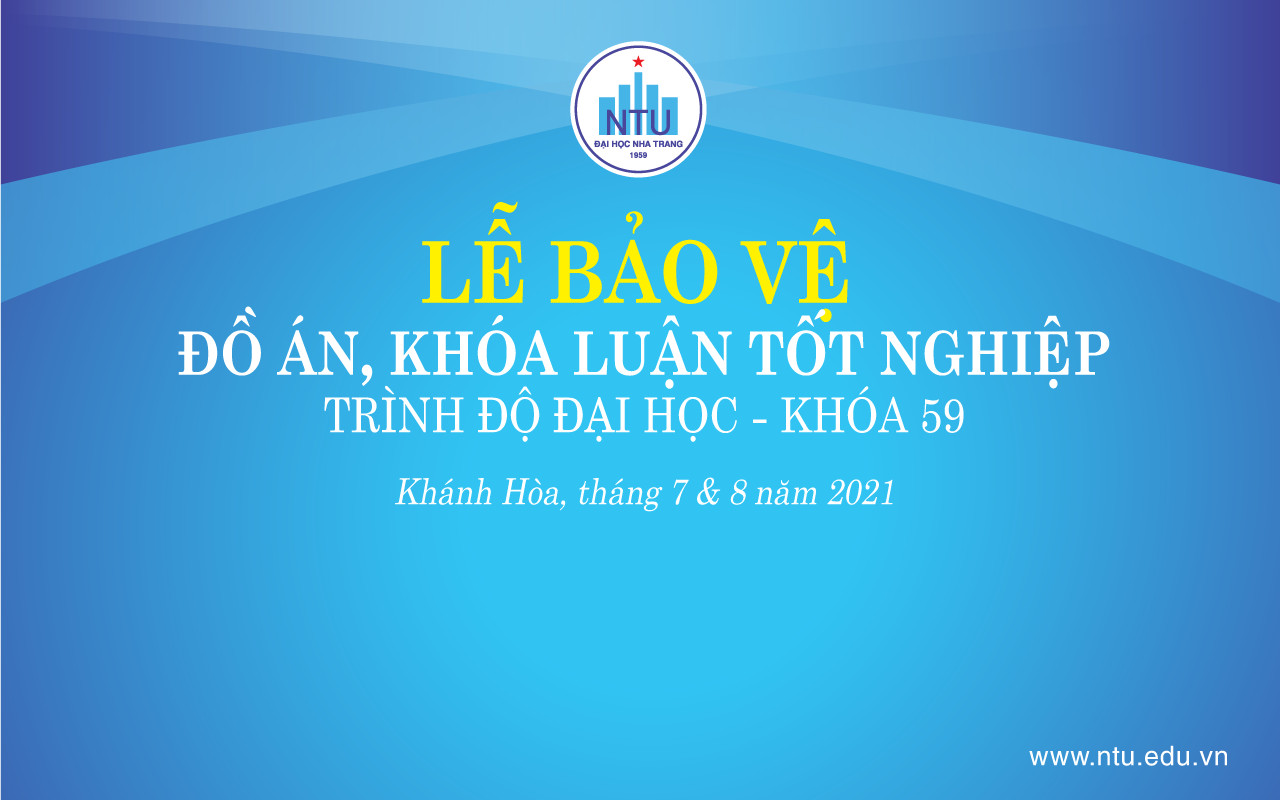 NTU
ĐẠI HỌC NHA TRANG
1959
LỄ BẢO VỆ
ĐỒ ÁN, KHÓA LUẬN TỐT NGHIỆP
TRÌNH ĐỘ ĐẠI HỌC - KHÓA 59
Khánh Hòa, tháng 7 & 8 năm 2021
www.ntu.edu.vn